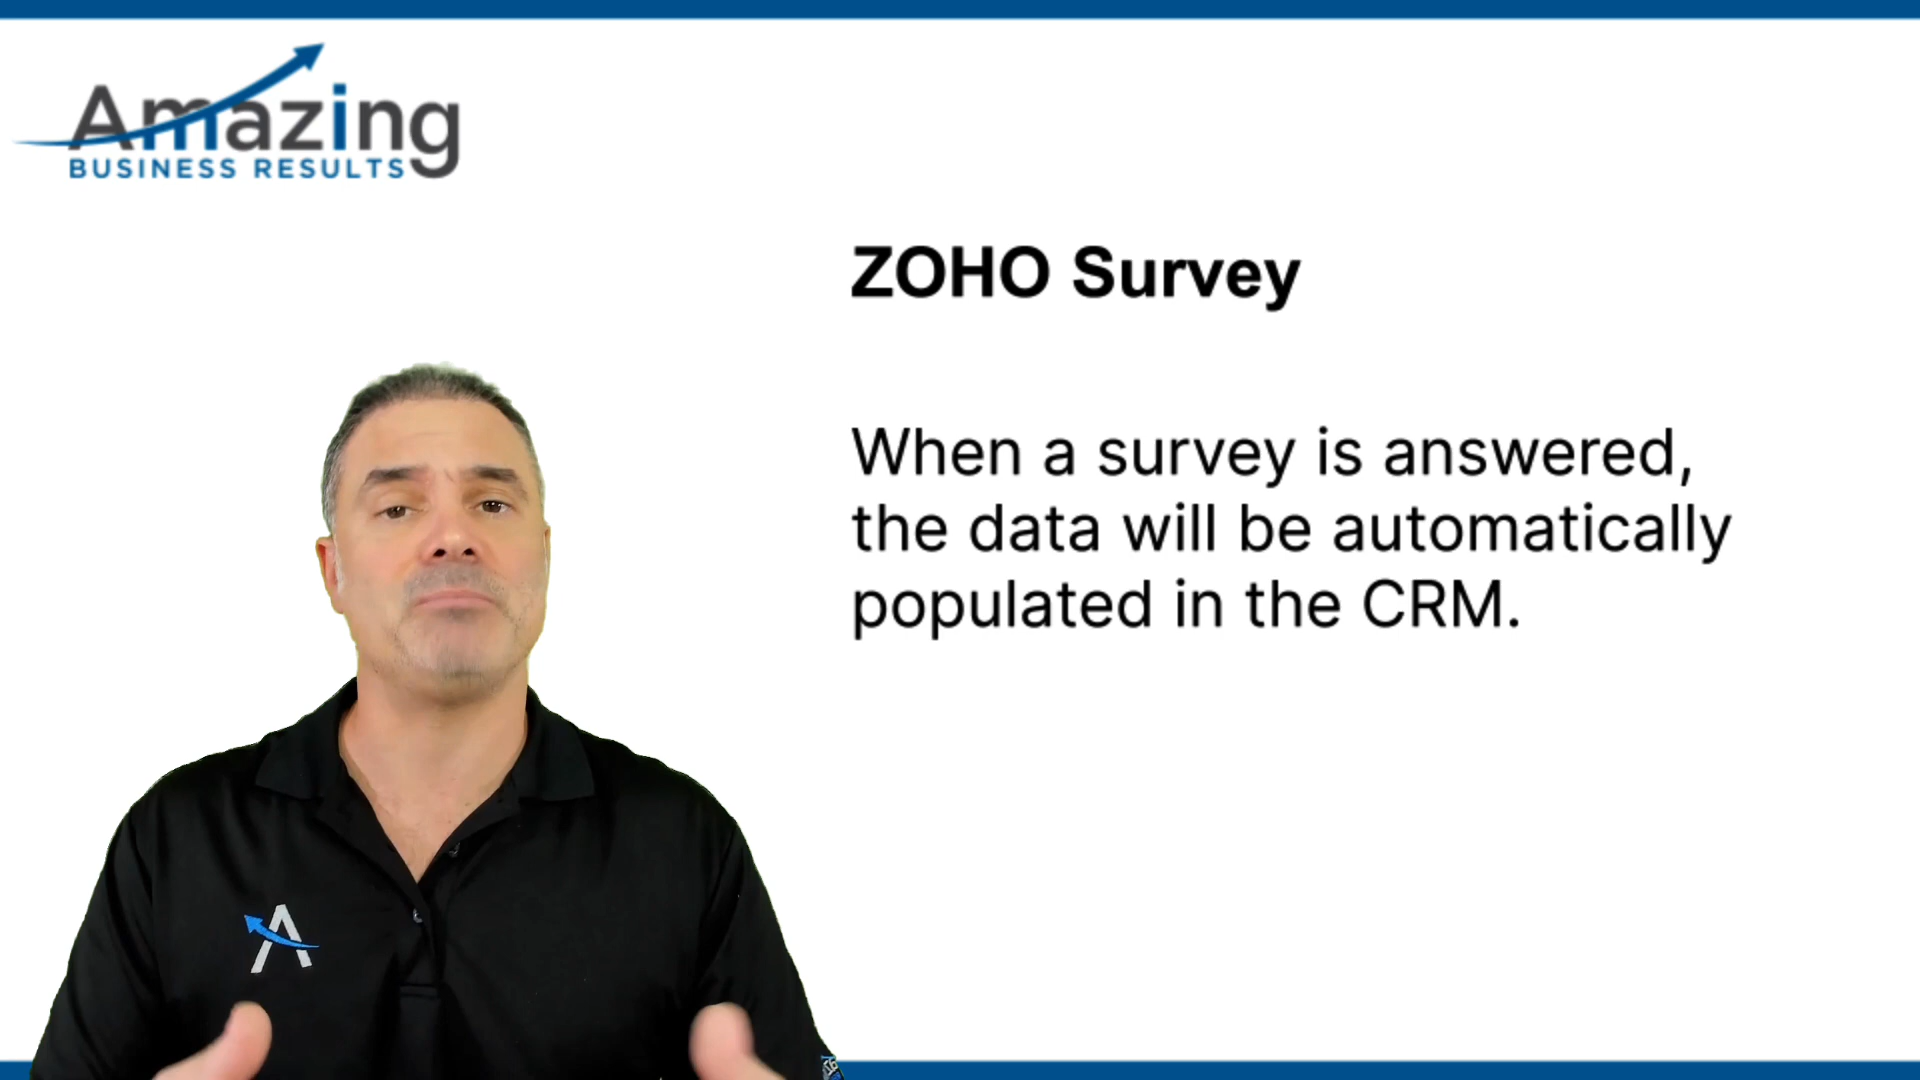 Amazing
BUSINESS RESULTS
ZOHO Survey
When a survey is answered,
the data will be automatically
populated in the CRM.
A